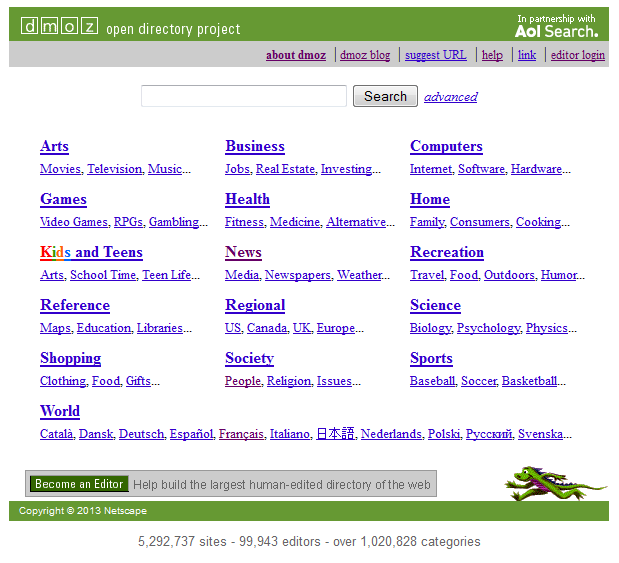 dmoz open directory project
In partnership with
Aol Search.
about dmoz | dmoz blog | suggest URL | help | link | editor login
Search advanced
Arts Business Computers
Movies, Television, Music... Jobs, Real Estate, Investing... Internet, Software, Hardware...
Games Health Home
Video Games, RPGs, Gambling... Fitness, Medicine, Alternative... Family, Consumers, Cooking...
Kids and Teens News Recreation
Arts, School Time, Teen Life... Media, Newspapers, Weather... Travel, Food, Outdoors, Humor...
Reference Regional Science
Maps, Education, Libraries... US, Canada, UK, Europe... Biology, Psychology, Physics...
Shopping Society Sports
Clothing, Food, Gifts... People, Religion, Issues... Baseball, Soccer, Basketball...
World
Català, Dansk, Deutsch, Español, Français, Italiano, 日本語, Nederlands, Polski, Русский, Svenska...
Become an Editor Help build the largest human-edited directory of the web
Copyright © 2013 Netscape
5,292,737 sites - 99,943 editors - over 1,020,828 categories